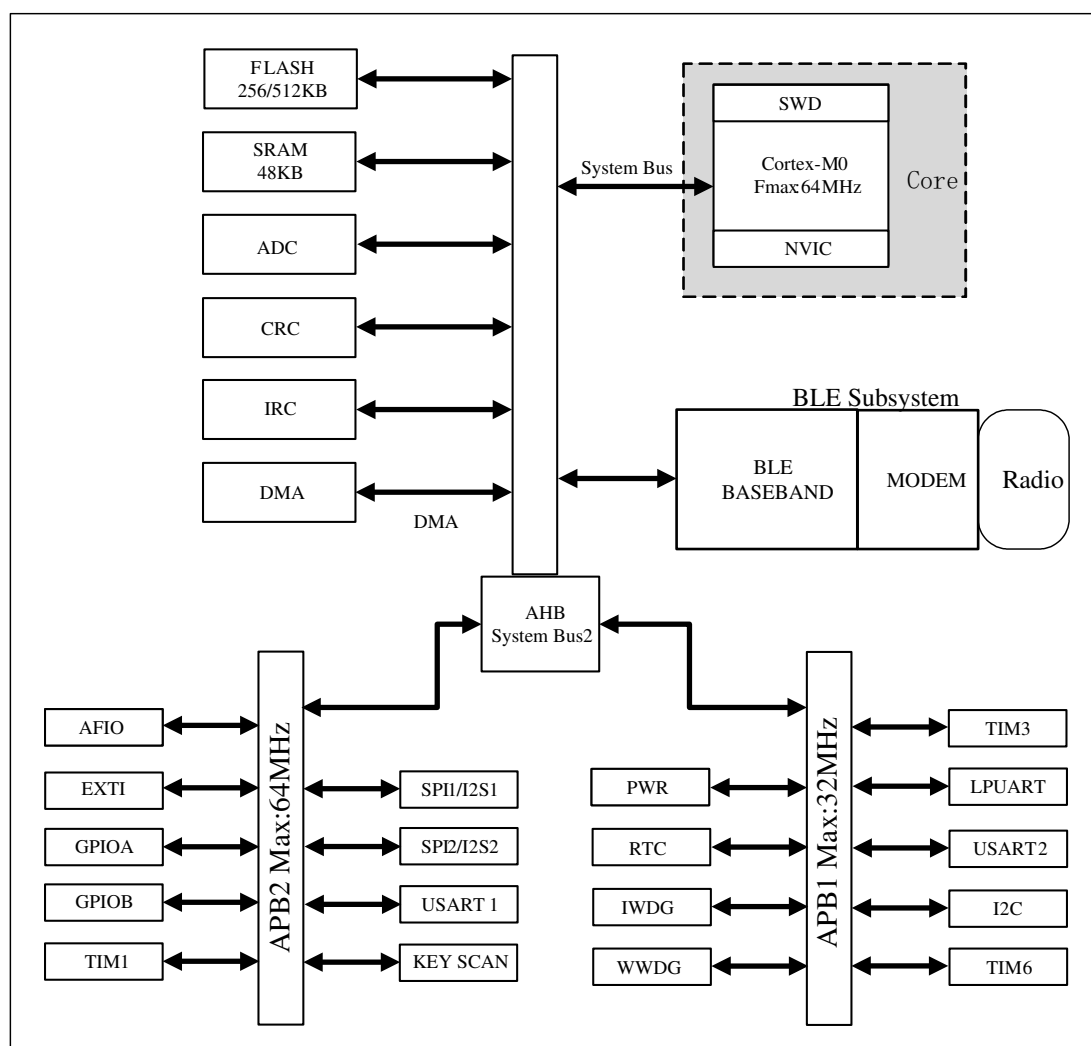 FLASH
256/512KB
SRAM
48KB
ADC
CRC
IRC
DMA
DMA
System Bus
SWD
Cortex-M0
Fmax64MHz
NVIC
Core
BLE Subsystem
BLE
BASEBAND
MODEM
Radio
AHB
System Bus2
APB2 Max:64MHz
AFIO
EXTI
GPIOA
GPIOB
TIM1
SPI1/I2S1
SPI2/I2S2
USART 1
KEY SCAN
APB1 Max:32MHz
PWR
RTC
IWDG
WWDG
TIM3
LPUART
USART2
I2C
TIM6